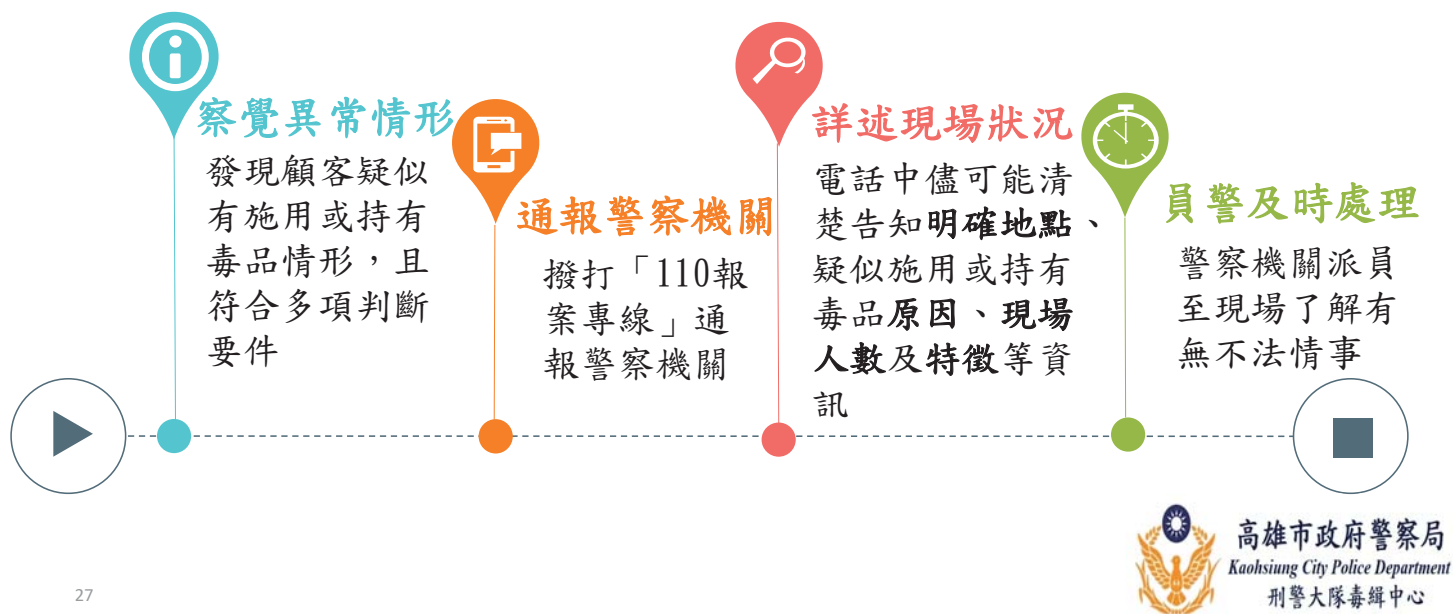 察覺異常情形
發現顧客疑似
有施用或持有
毒品情形，且
符合多項判斷
要件
通報警察機關
撥打「110報
案專線」通
報警察機關
詳述現場狀況
電話中儘可能清
楚告知明確地點、
疑似施用或持有
毒品原因、現場
人數及特徵等資
訊
員警及時處理
警察機關派員
至現場了解有
無不法情事
高雄市政府警察局
Kaohsiung City Police Department
刑警大隊毒緝中心
27